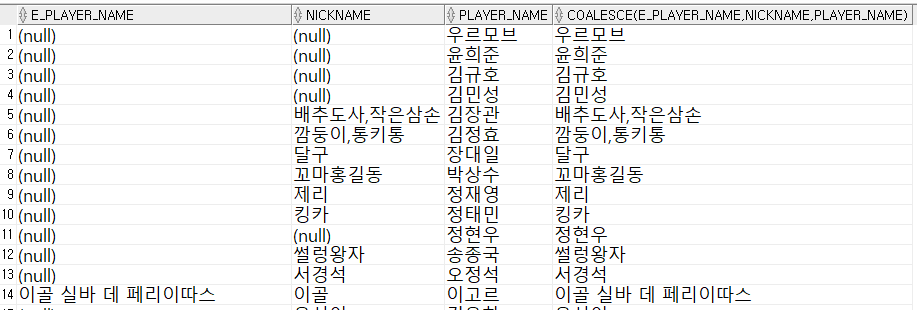 E_PLAYER_NAME NICKNAME PLAYER_NAME COALESCE(E_PLAYER_NAME,NICKNAME,PLAYER_NAME)
1 (null) (null) 우르모브 우르모브
2 (null) (null) 윤희준 윤희준
3 (null) (null) 김규호 김규호
4 (null) (null) 김민성 김민성
5 (null) 배추도사,작은삼손 김장관 배추도사,작은삼손
6 (null) 깜둥이,통키통 김정효 깜둥이,통키통
7 (null) 달구 장대일 달구
8 (null) 꼬마홍길동 박상수 꼬마홍길동
9 (null) 제리 정재영 제리
10 (null) 킹카 정태민 킹카
11 (null) (null) 정현우 정현우
12 (null) 썰렁왕자 송종국 썰렁왕자
13 (null) 서경석 오정석 서경석
14 이골 실바 데 페리이따스 이골 이고르 이골 실바 데 페리이따스